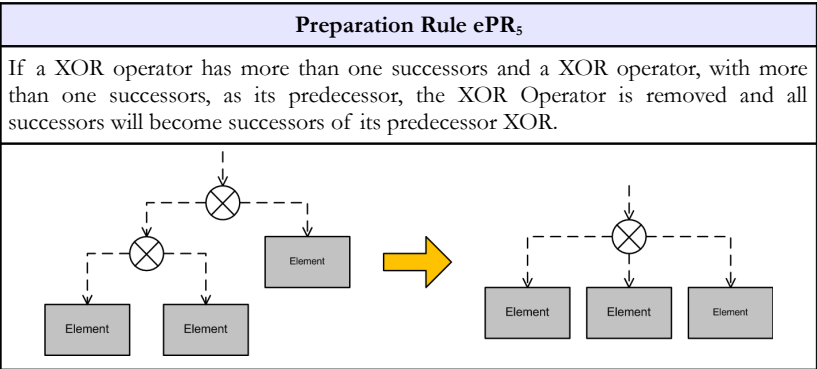 Preparation Rule ePR₅
If a XOR operator has more than one successors and a XOR operator, with more
than one successors, as its predecessor, the XOR Operator is removed and all
successors will become successors of its predecessor XOR.
Element
Element
Element
Element
Element
Element